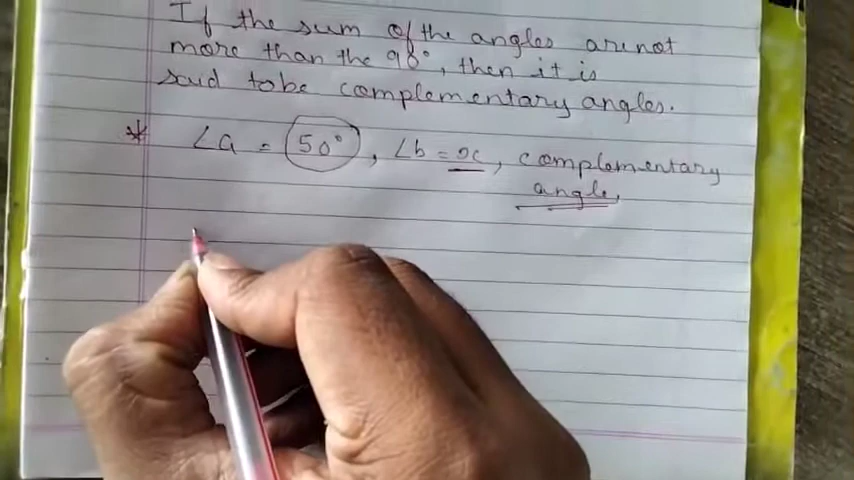 If the sum of the angles are not
more than the 90°, then it is
said to be complementary angles.
* ∠a = 50°, ∠b = x, complementary
angle